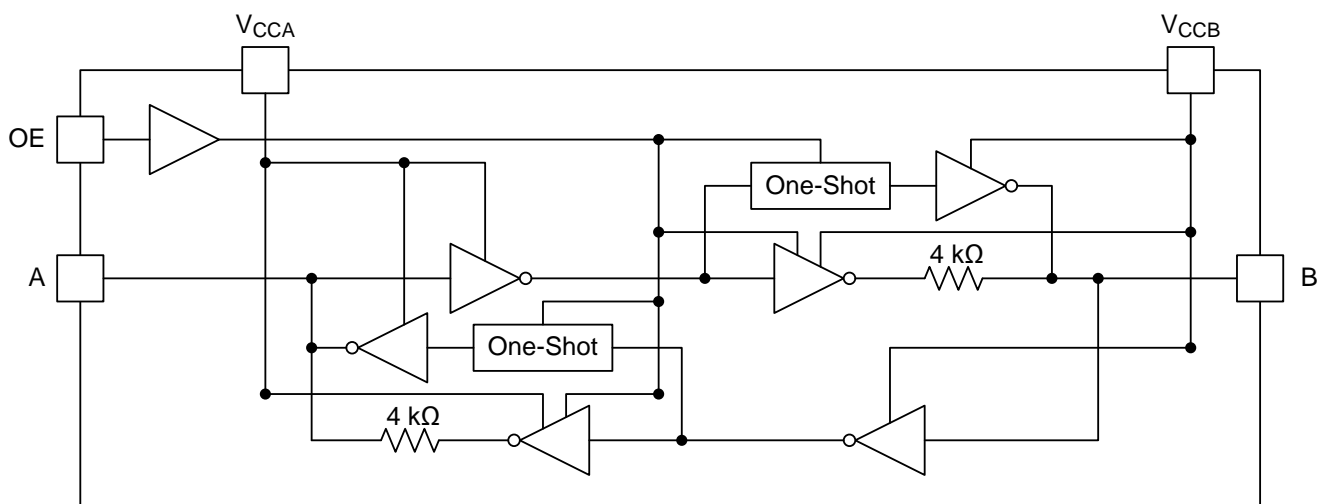 VCCA
VCCB
OE
One-Shot
4 kΩ
A
B
One-Shot
4 kΩ